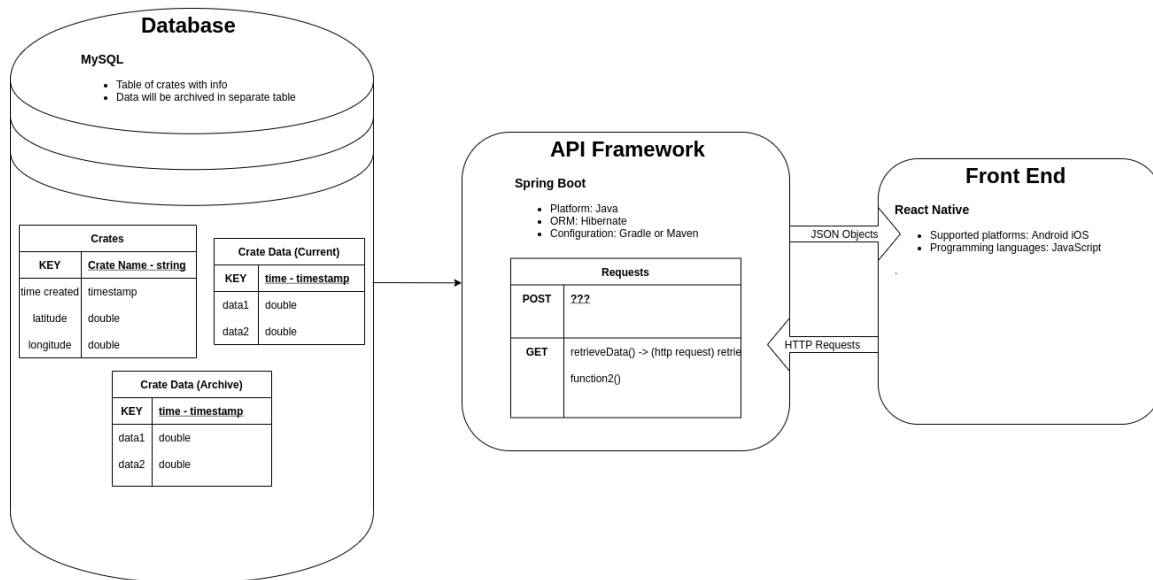 Database
MySQL
• Table of crates with info
• Data will be archived in separate table
Crates
KEY Crate Name - string
time created timestamp
latitude double
longitude double
Crate Data (Current)
KEY time - timestamp
data1 double
data2 double
Crate Data (Archive)
KEY time - timestamp
data1 double
data2 double
API Framework
Spring Boot
• Platform: Java
• ORM: Hibernate
• Configuration: Gradle or Maven
Requests
POST ???
GET retrieveData() -> (http request) retrie
function2()
JSON Objects
HTTP Requests
Front End
React Native
• Supported platforms: Android iOS
• Programming languages: JavaScript
.